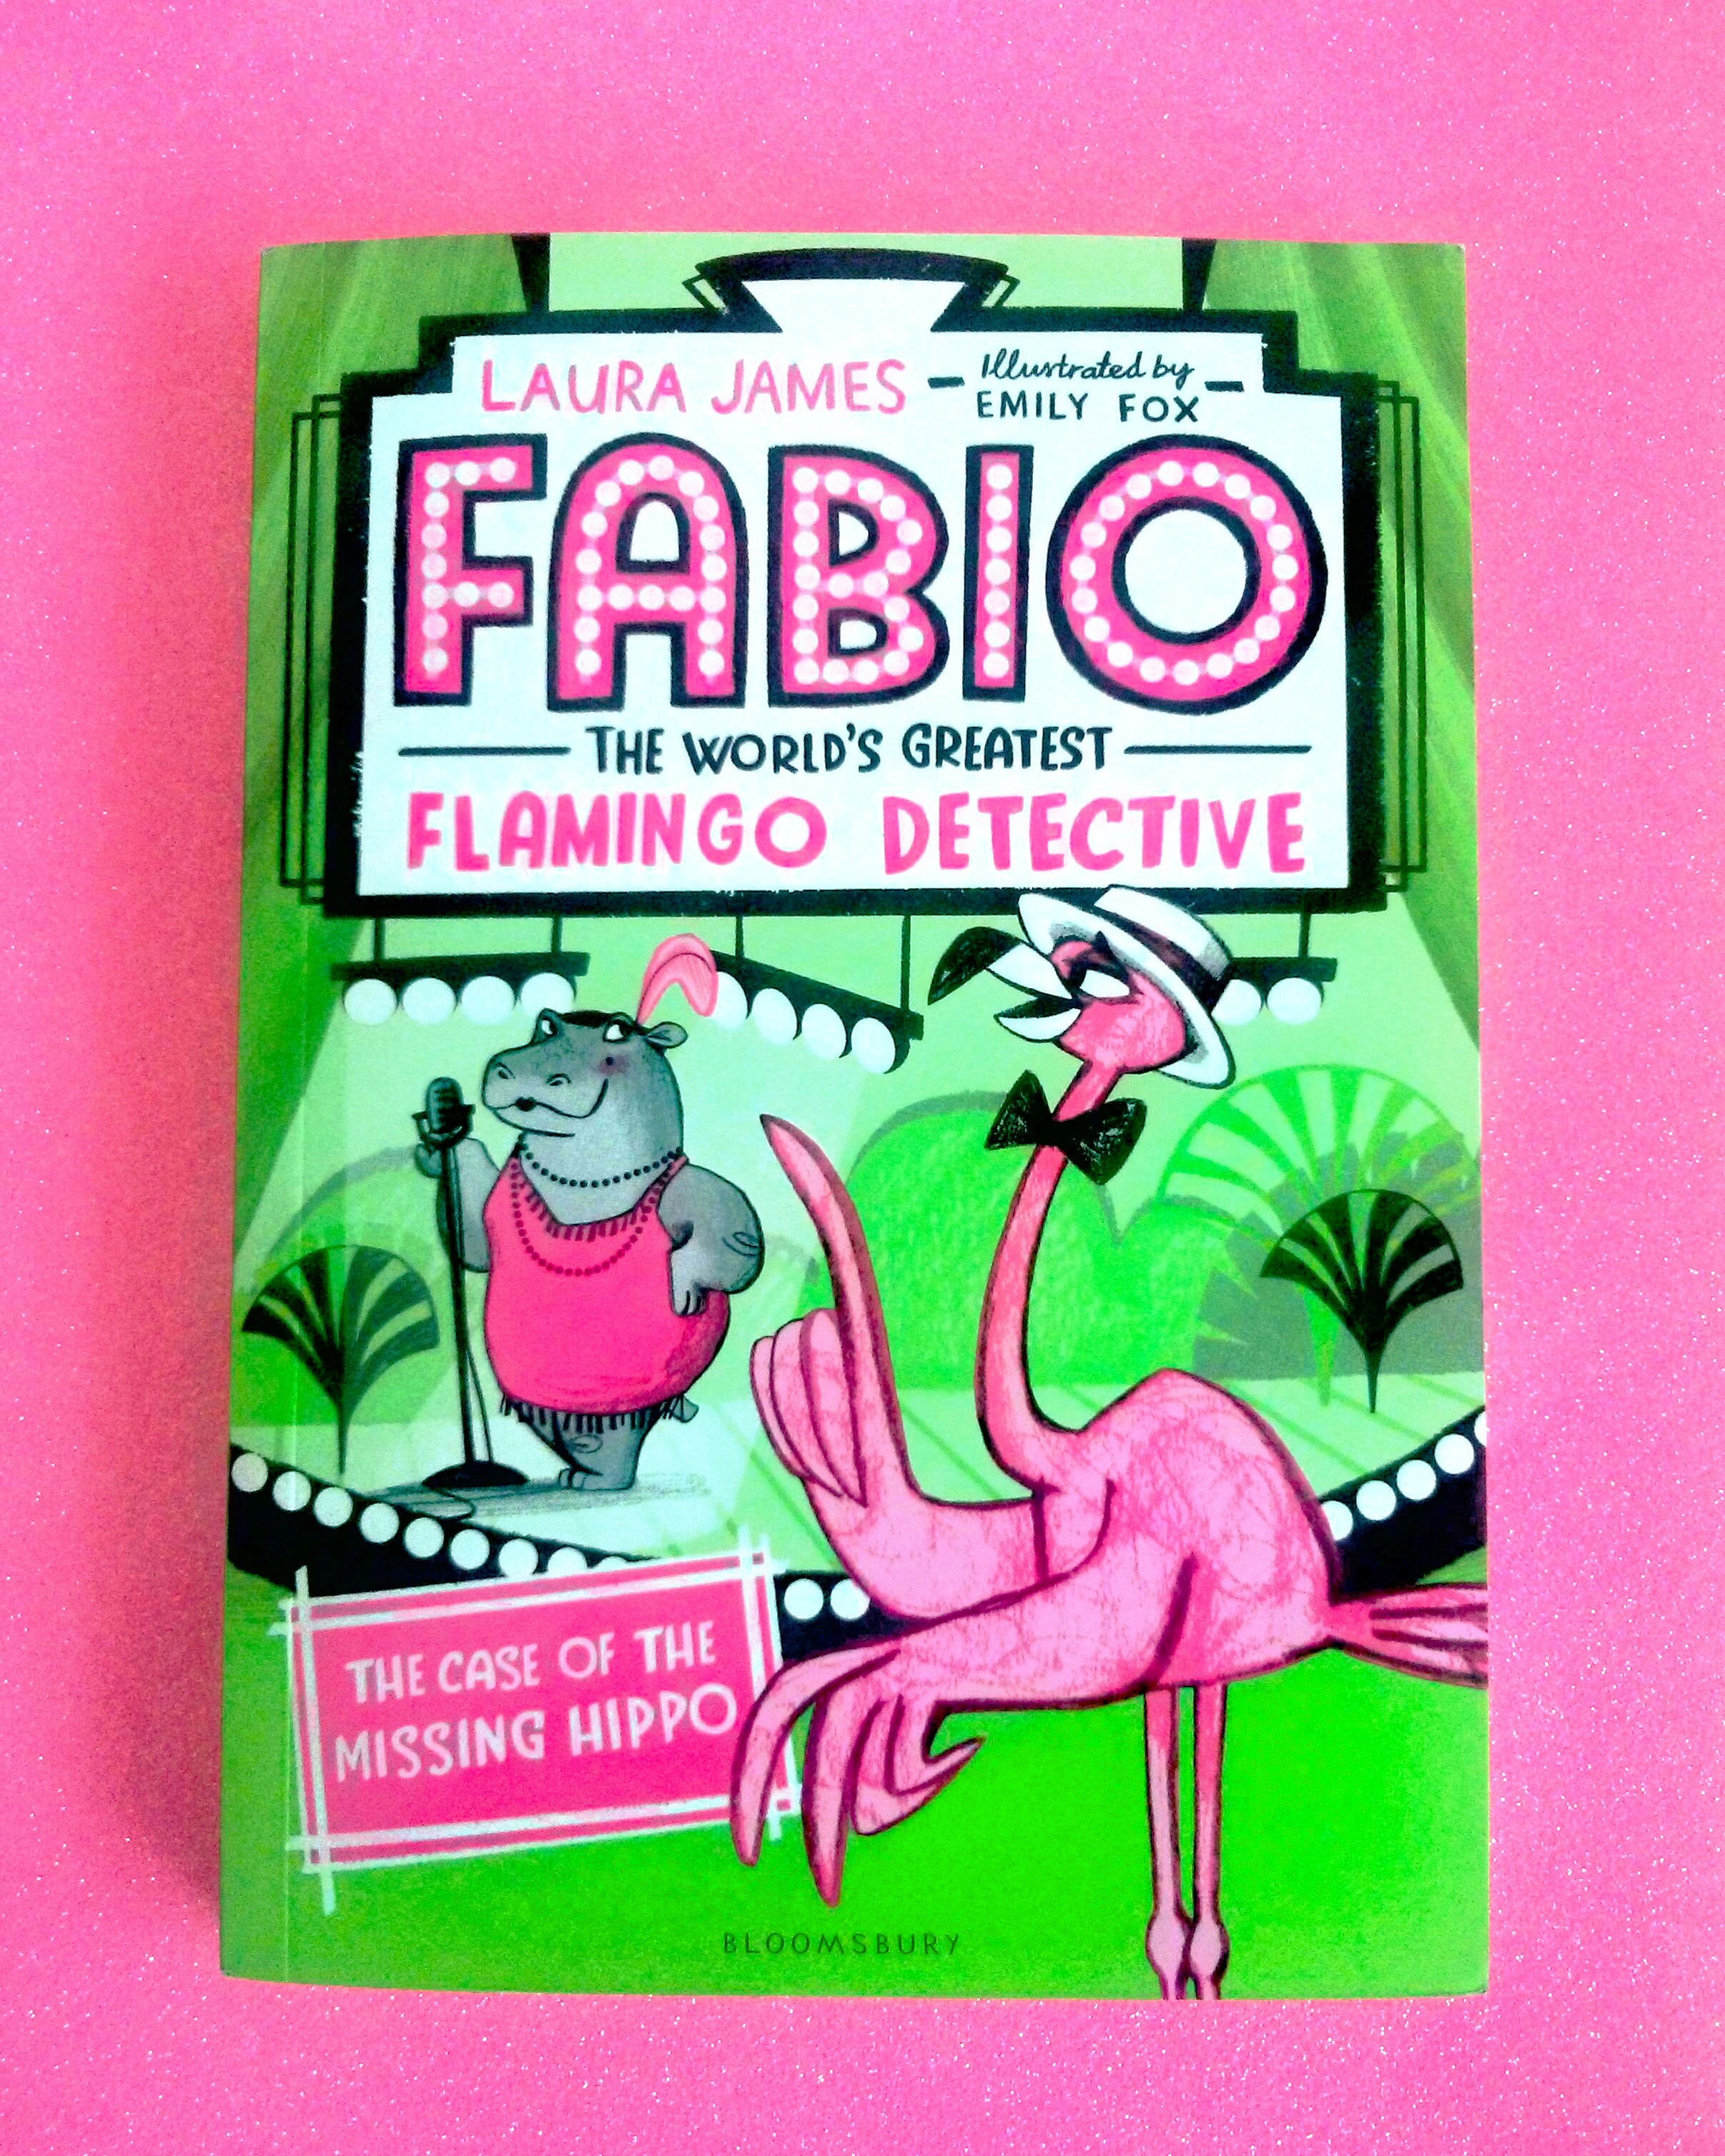 LAURA JAMES
Illustrated by
EMILY FOX
FABIO
THE WORLD'S GREATEST
FLAMINGO DETECTIVE
THE CASE OF THE
MISSING HIPPO
BLOOMSBURY